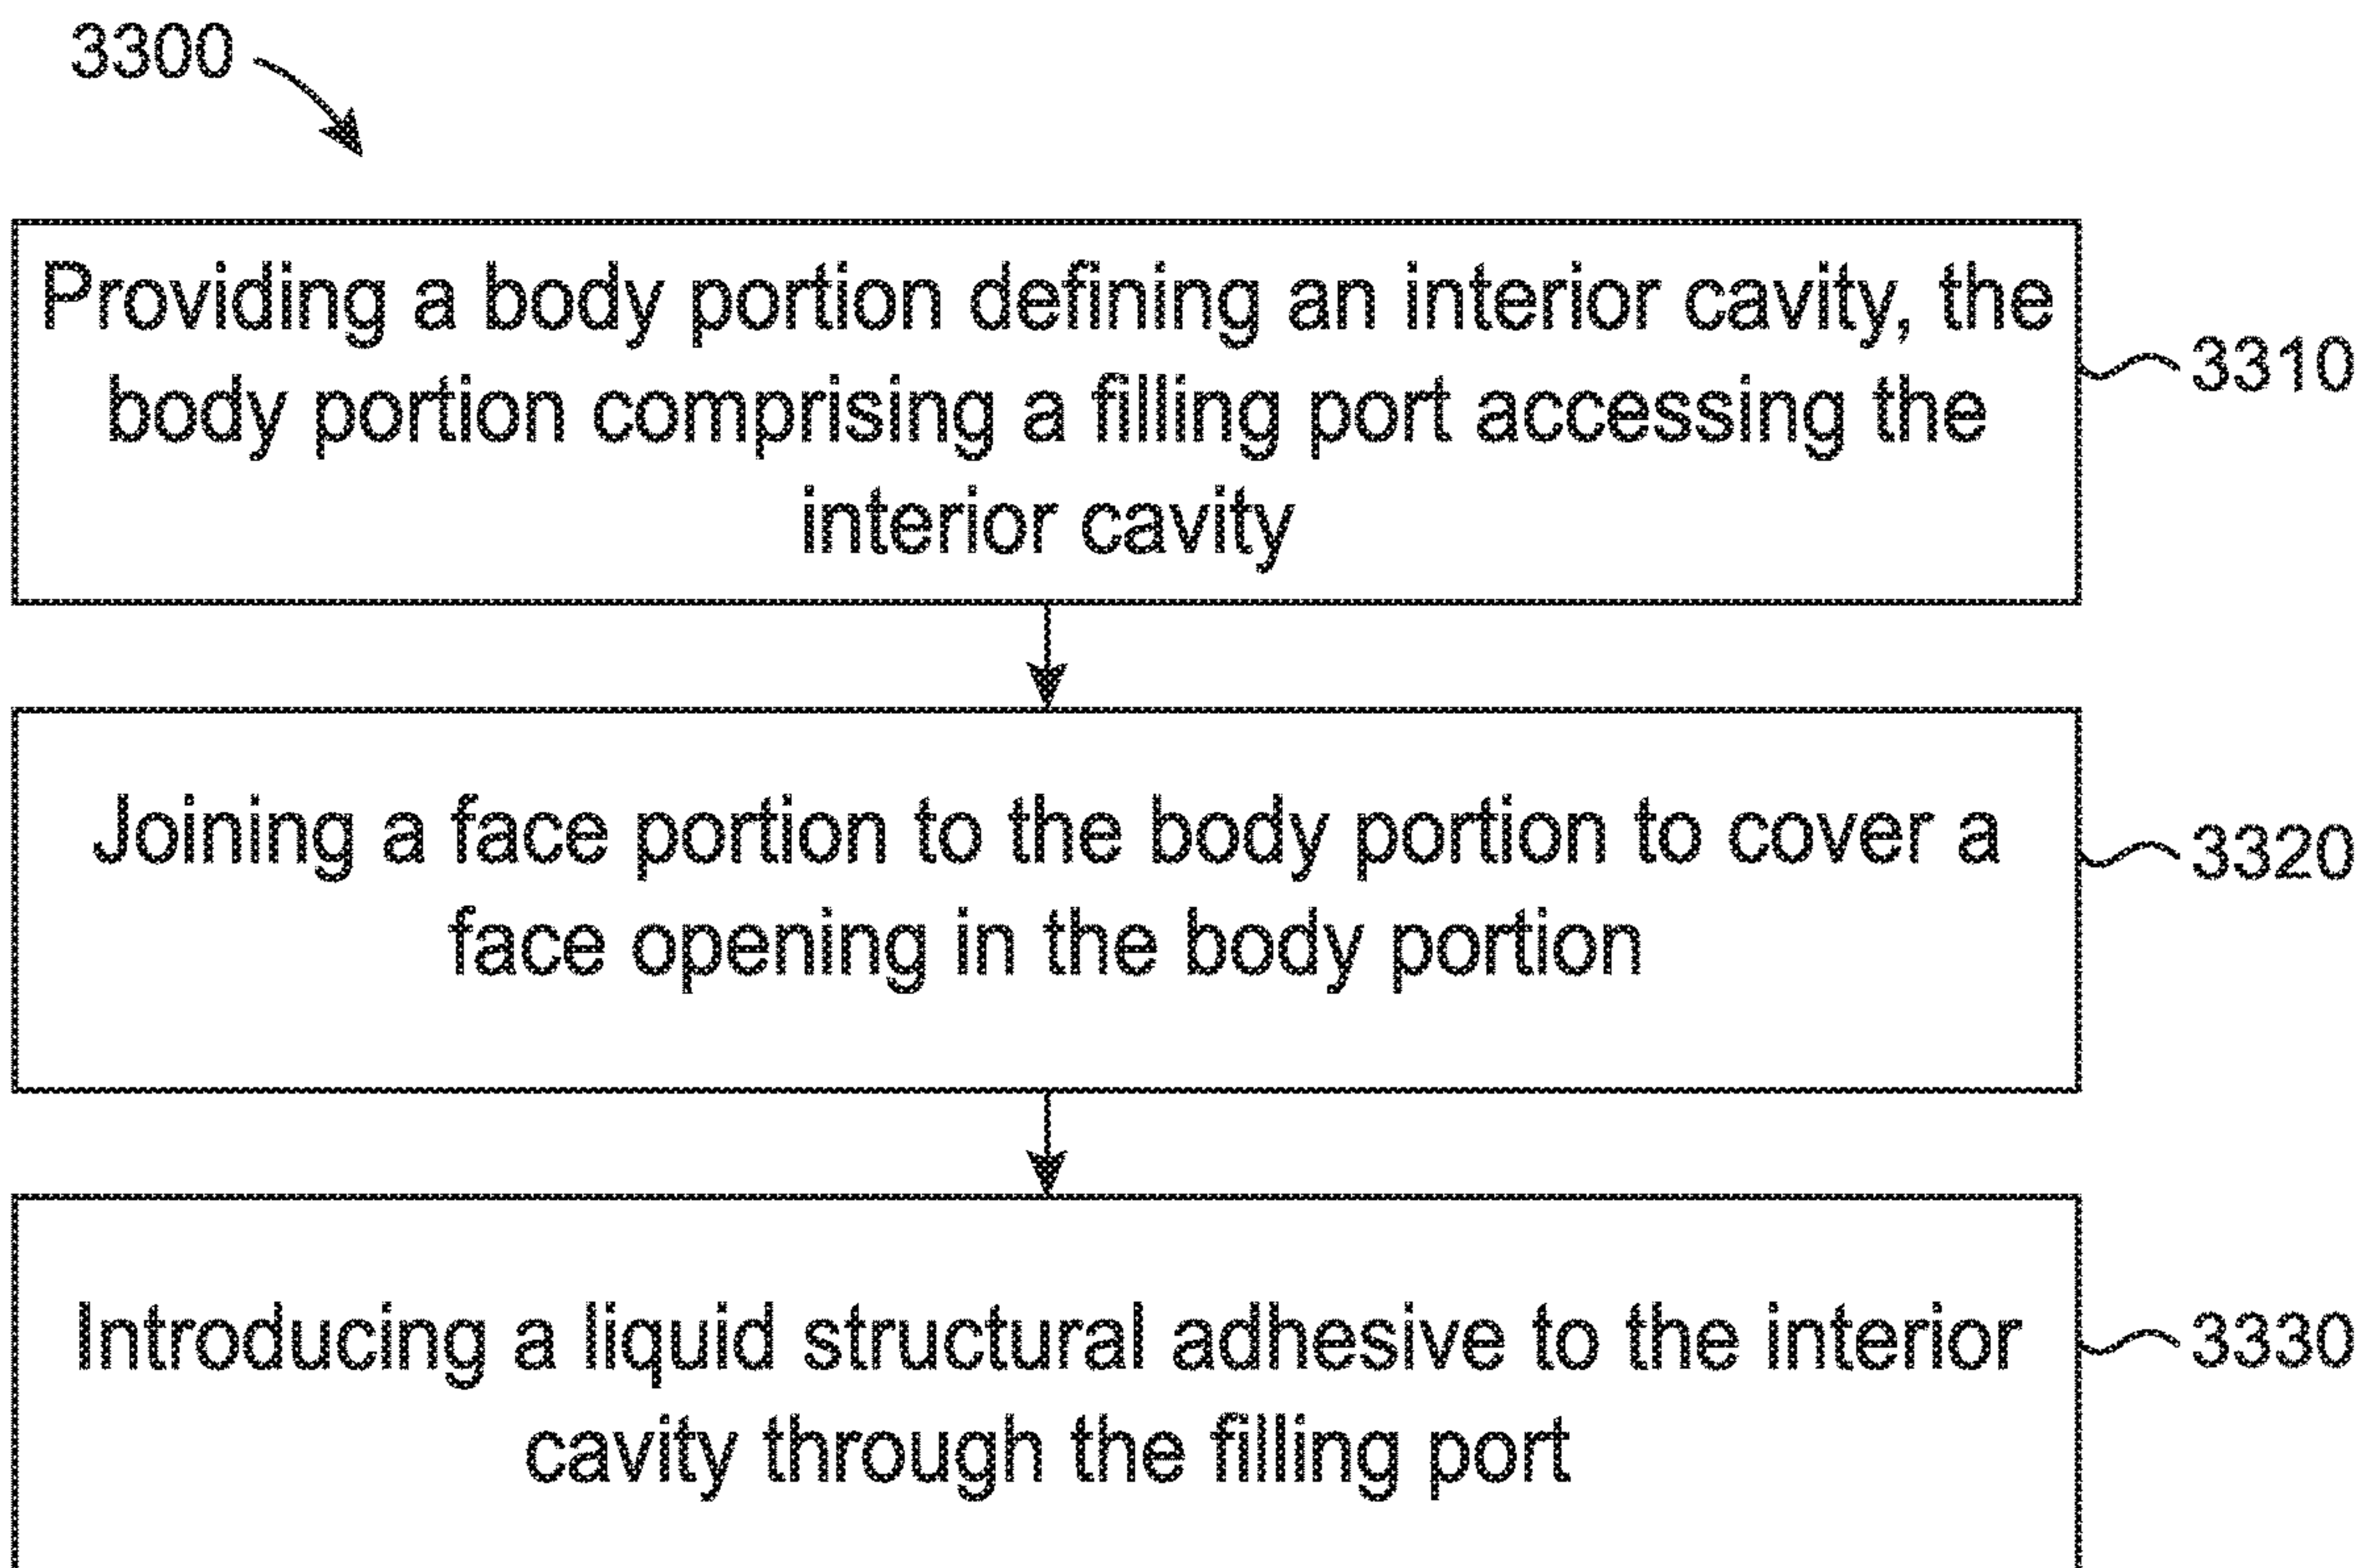 3300
Providing a body portion defining an interior cavity, the
body portion comprising a filling port accessing the
interior cavity
3310
Joining a face portion to the body portion to cover a
face opening in the body portion
3320
Introducing a liquid structural adhesive to the interior
cavity through the filling port
3330